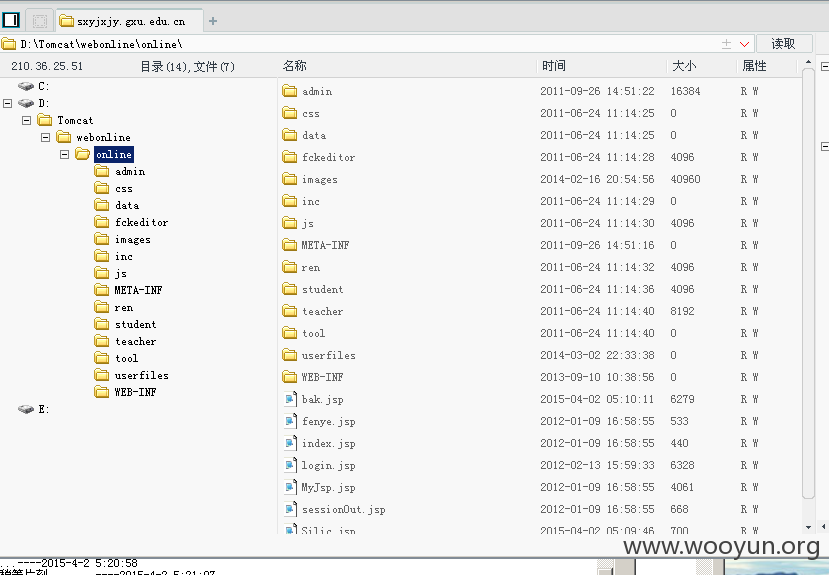 sxyjxjy.gxu.edu.cn
D:\Tomcat\webonline\online\
读取
210.36.25.51
目录(14),文件(7)
名称 时间 大小 属性
C:
D:
Tomcat
webonline
online
admin
css
data
fckeditor
images
inc
js
META-INF
ren
student
teacher
tool
userfiles
WEB-INF
E:
admin 2011-09-26 14:51:22 16384 R W
css 2011-06-24 11:14:25 0 R W
data 2011-06-24 11:14:25 0 R W
fckeditor 2011-06-24 11:14:28 4096 R W
images 2014-02-16 20:54:56 40960 R W
inc 2011-06-24 11:14:29 0 R W
js 2011-06-24 11:14:30 4096 R W
META-INF 2011-09-26 14:51:16 0 R W
ren 2011-06-24 11:14:32 4096 R W
student 2011-06-24 11:14:36 4096 R W
teacher 2011-06-24 11:14:40 8192 R W
tool 2011-06-24 11:14:40 0 R W
userfiles 2014-03-02 22:33:38 0 R W
WEB-INF 2013-09-10 10:38:56 0 R W
bak.jsp 2015-04-02 05:10:11 6279 R W
fenye.jsp 2012-01-09 16:58:55 533 R W
index.jsp 2012-01-09 16:58:55 440 R W
login.jsp 2012-02-13 15:59:33 6328 R W
MyJsp.jsp 2012-01-09 16:58:55 4061 R W
sessionOut.jsp 2012-01-09 16:58:55 668 R W
Silic.jsp 2015-04-02 05:09:46 700 R W
www.wooyun.org
...----2015-4-2 5:20:58
稍等片刻 ----2015-4-2 5:21:07